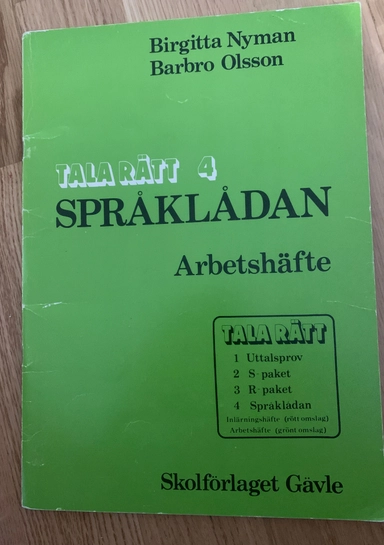 Birgitta Nyman
Barbro Olsson
TALA RÄTT 4
SPRÅKLÅDAN
Arbetshäfte
TALA RÄTT
1 Uttalsprov
2 S-paket
3 R-paket
4 Språklådan
Inlärningshäfte (rött omslag)
Arbetshäfte (grönt omslag)
Skolförlaget Gävle